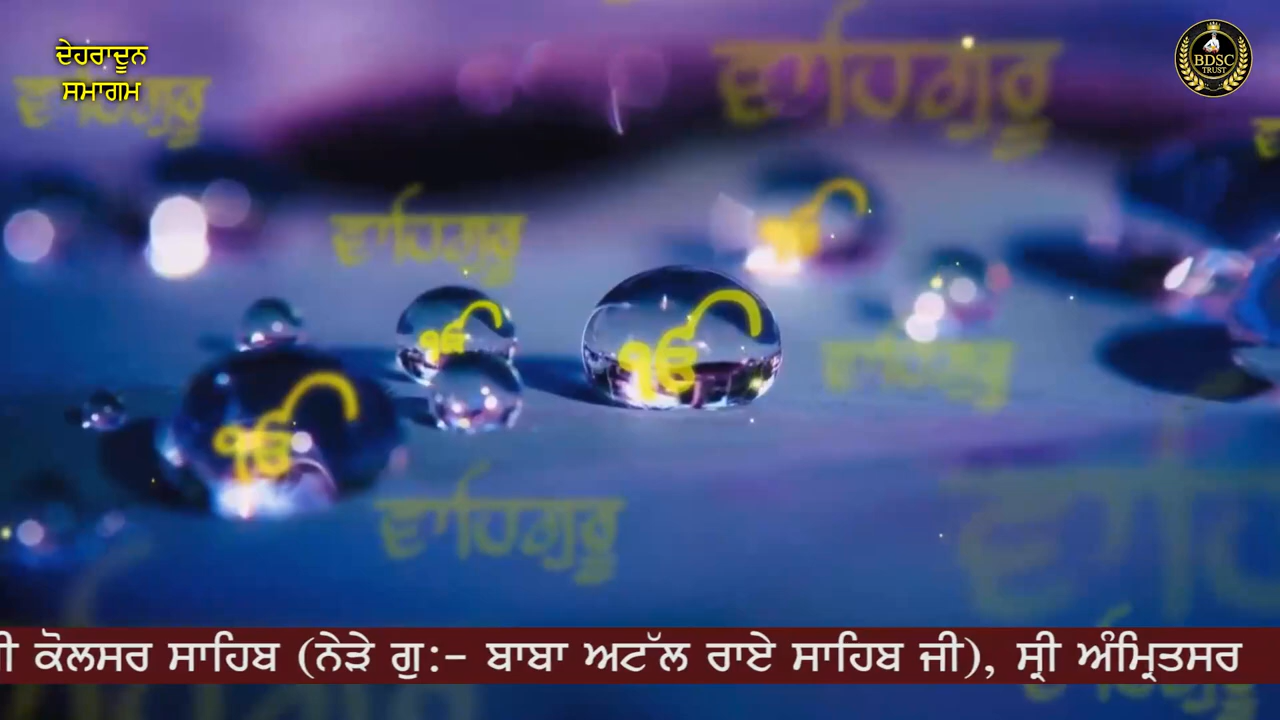 ਦੇਹਰਾਦੂਨ
ਸਮਾਗਮ
BDSC
TRUST
ਵਾਹਿਗੁਰੂ
ਵਾਹਿਗੁਰੂ
ਵਾਹਿਗੁਰੂ
ੴ
ੴ
ੴ
ੴ
ਵਾਹਿਗੁਰੂ
ਵਾਹਿਗੁਰੂ
ਕੋਲਸਰ ਸਾਹਿਬ (ਨੇੜੇ ਗੁ:- ਬਾਬਾ ਅਟੱਲ ਰਾਏ ਸਾਹਿਬ ਜੀ), ਸ੍ਰੀ ਅੰਮ੍ਰਿਤਸਰ